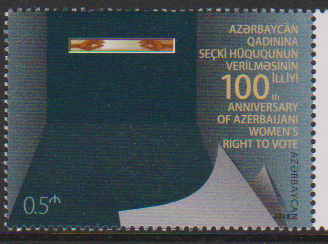 AZƏRBAYCAN
QADININA
SEÇKİ HÜQUQUNUN
VERİLMƏSİNİN
100th İLLİYİ
ANNIVERSARY
OF AZERBAIJANI
WOMEN'S
RIGHT TO VOTE
0.5₼
AZƏRBAYCAN
2018